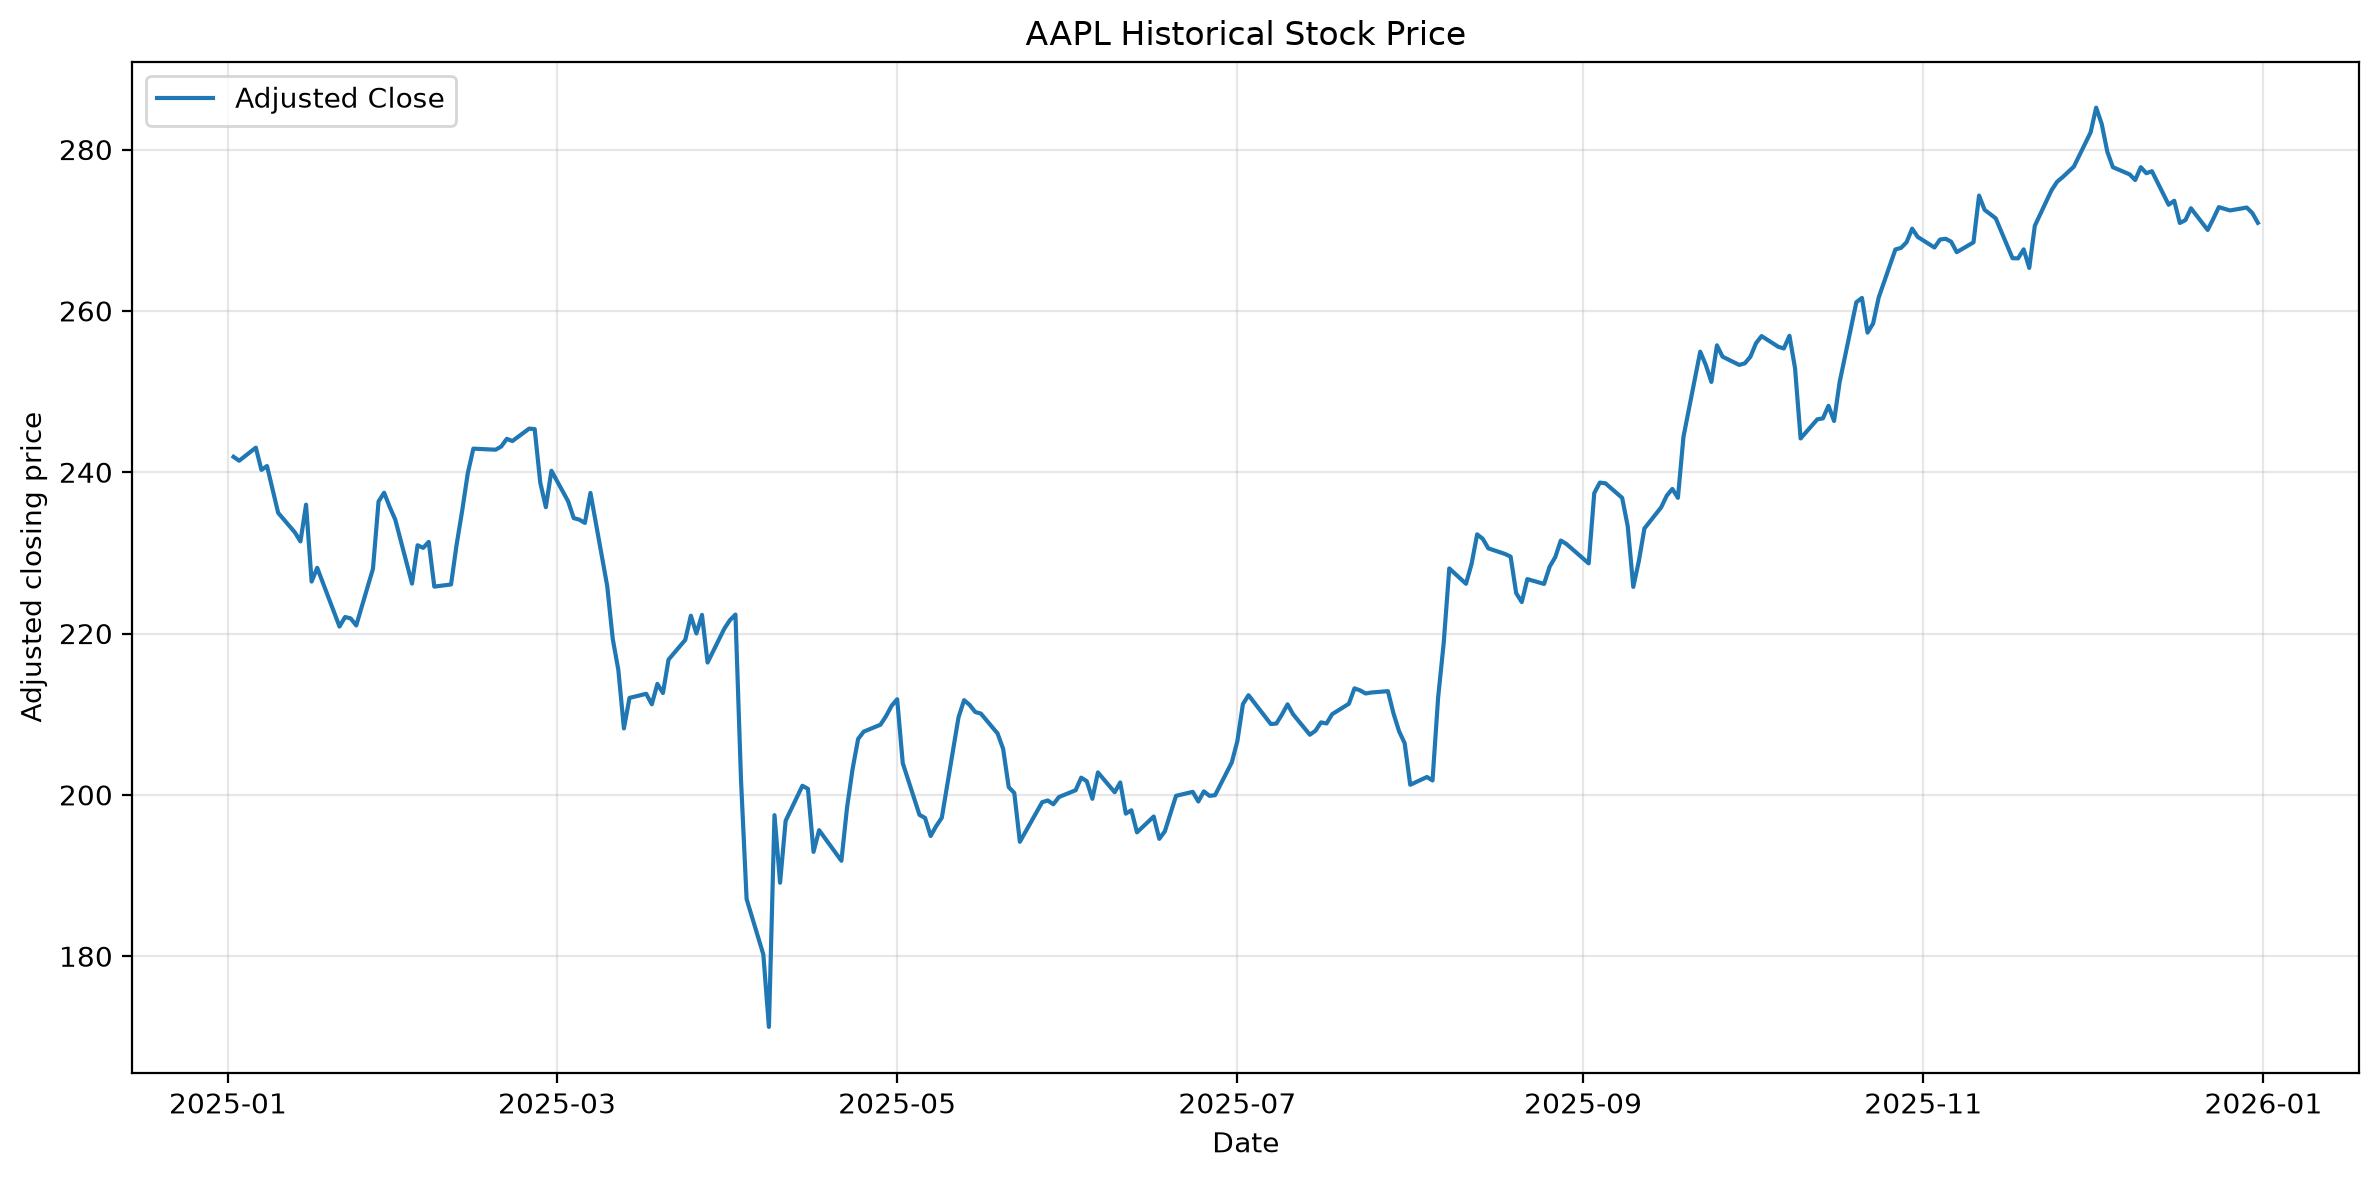 AAPL Historical Stock Price
Adjusted Close
Adjusted closing price
280
260
240
220
200
180
2025-01 2025-03 2025-05 2025-07 2025-09 2025-11 2026-01
Date